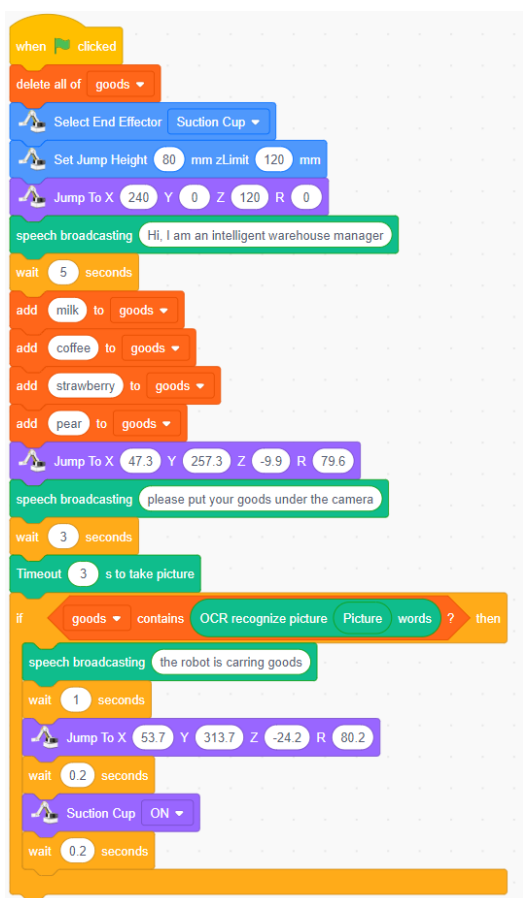 when clicked
delete all of goods
Select End Effector Suction Cup
Set Jump Height 80 mm zLimit 120 mm
Jump To X 240 Y 0 Z 120 R 0
speech broadcasting Hi, I am an intelligent warehouse manager
wait 5 seconds
add milk to goods
add coffee to goods
add strawberry to goods
add pear to goods
Jump To X 47.3 Y 257.3 Z -9.9 R 79.6
speech broadcasting please put your goods under the camera
wait 3 seconds
Timeout 3 s to take picture
if goods contains OCR recognize picture Picture words ? then
speech broadcasting the robot is carring goods
wait 1 seconds
Jump To X 53.7 Y 313.7 Z -24.2 R 80.2
wait 0.2 seconds
Suction Cup ON
wait 0.2 seconds